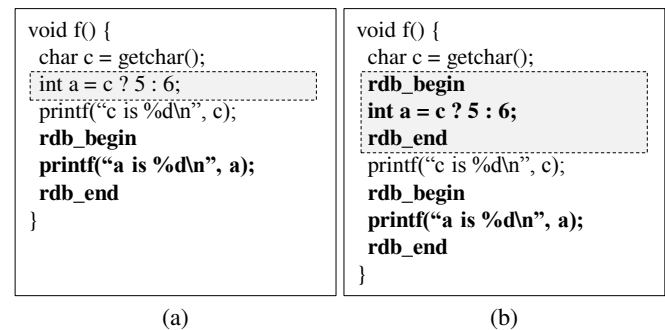 void f() {
char c = getchar();
int a = c ? 5 : 6;
printf(“c is %d\n”, c);
rdb_begin
printf(“a is %d\n”, a);
rdb_end
}
(a)
void f() {
char c = getchar();
rdb_begin
int a = c ? 5 : 6;
rdb_end
printf(“c is %d\n”, c);
rdb_begin
printf(“a is %d\n”, a);
rdb_end
}
(b)